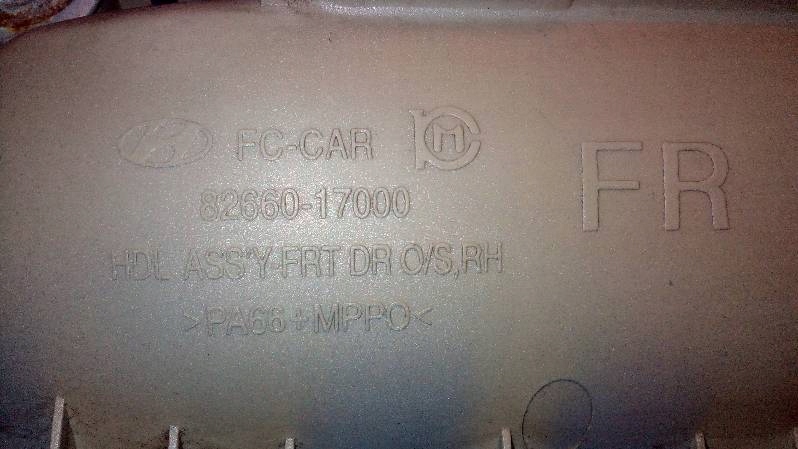 FC-CAR
FR
82660-17000
HDL ASS'Y-FRT DR O/S,RH
>PA66+MPPO<